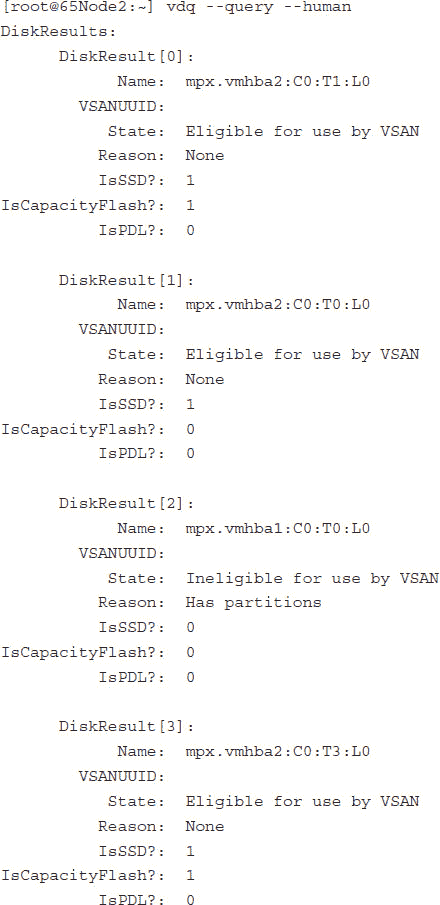 [root@65Node2:~] vdq --query --human
DiskResults:
DiskResult[0]:
Name: mpx.vmhba2:C0:T1:L0
VSANUUID:
State: Eligible for use by VSAN
Reason: None
IsSSD?: 1
IsCapacityFlash?: 1
IsPDL?: 0
DiskResult[1]:
Name: mpx.vmhba2:C0:T0:L0
VSANUUID:
State: Eligible for use by VSAN
Reason: None
IsSSD?: 1
IsCapacityFlash?: 0
IsPDL?: 0
DiskResult[2]:
Name: mpx.vmhba1:C0:T0:L0
VSANUUID:
State: Ineligible for use by VSAN
Reason: Has partitions
IsSSD?: 0
IsCapacityFlash?: 0
IsPDL?: 0
DiskResult[3]:
Name: mpx.vmhba2:C0:T3:L0
VSANUUID:
State: Eligible for use by VSAN
Reason: None
IsSSD?: 1
IsCapacityFlash?: 1
IsPDL?: 0